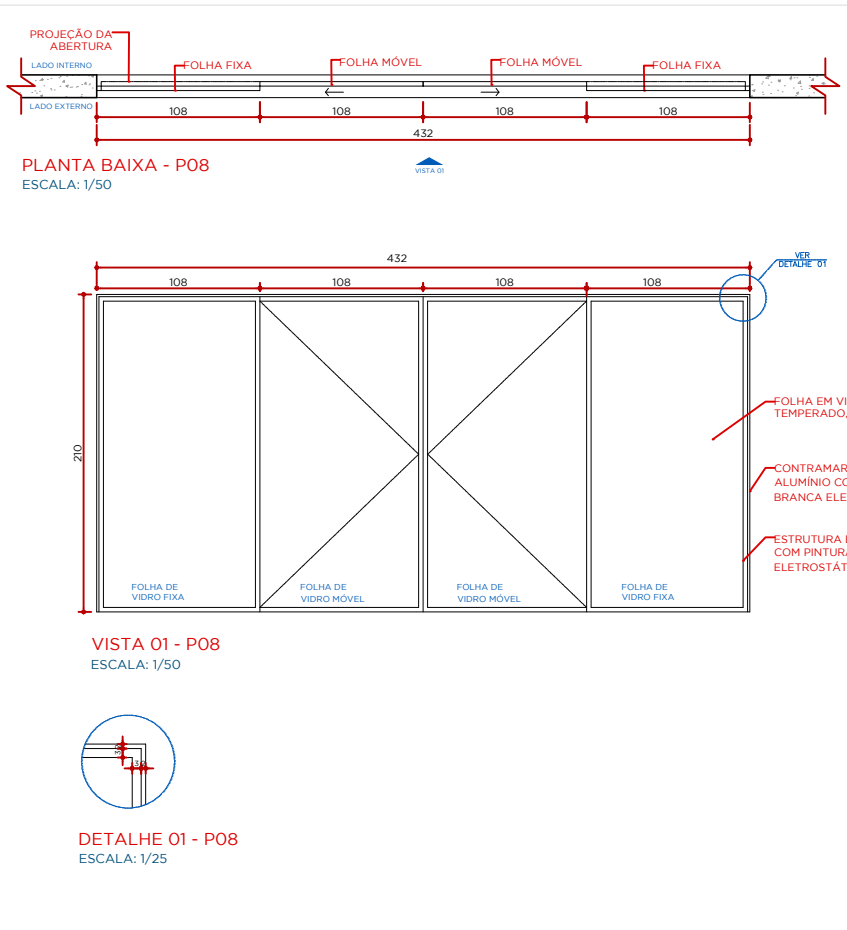 PROJEÇÃO DA
ABERTURA
LADO INTERNO
FOLHA FIXA
FOLHA MÓVEL
FOLHA MÓVEL
FOLHA FIXA
LADO EXTERNO
108
108
108
108
432
PLANTA BAIXA - P08
ESCALA: 1/50
VISTA 01
432
VER
DETALHE 01
108
108
108
108
210
FOLHA EM VI
TEMPERADO,
CONTRAMAR
ALUMÍNIO CO
BRANCA ELE
ESTRUTURA
COM PINTURA
ELETROSTÁT
FOLHA DE
VIDRO FIXA
FOLHA DE
VIDRO MÓVEL
FOLHA DE
VIDRO MÓVEL
FOLHA DE
VIDRO FIXA
VISTA 01 - P08
ESCALA: 1/50
DETALHE 01 - P08
ESCALA: 1/25